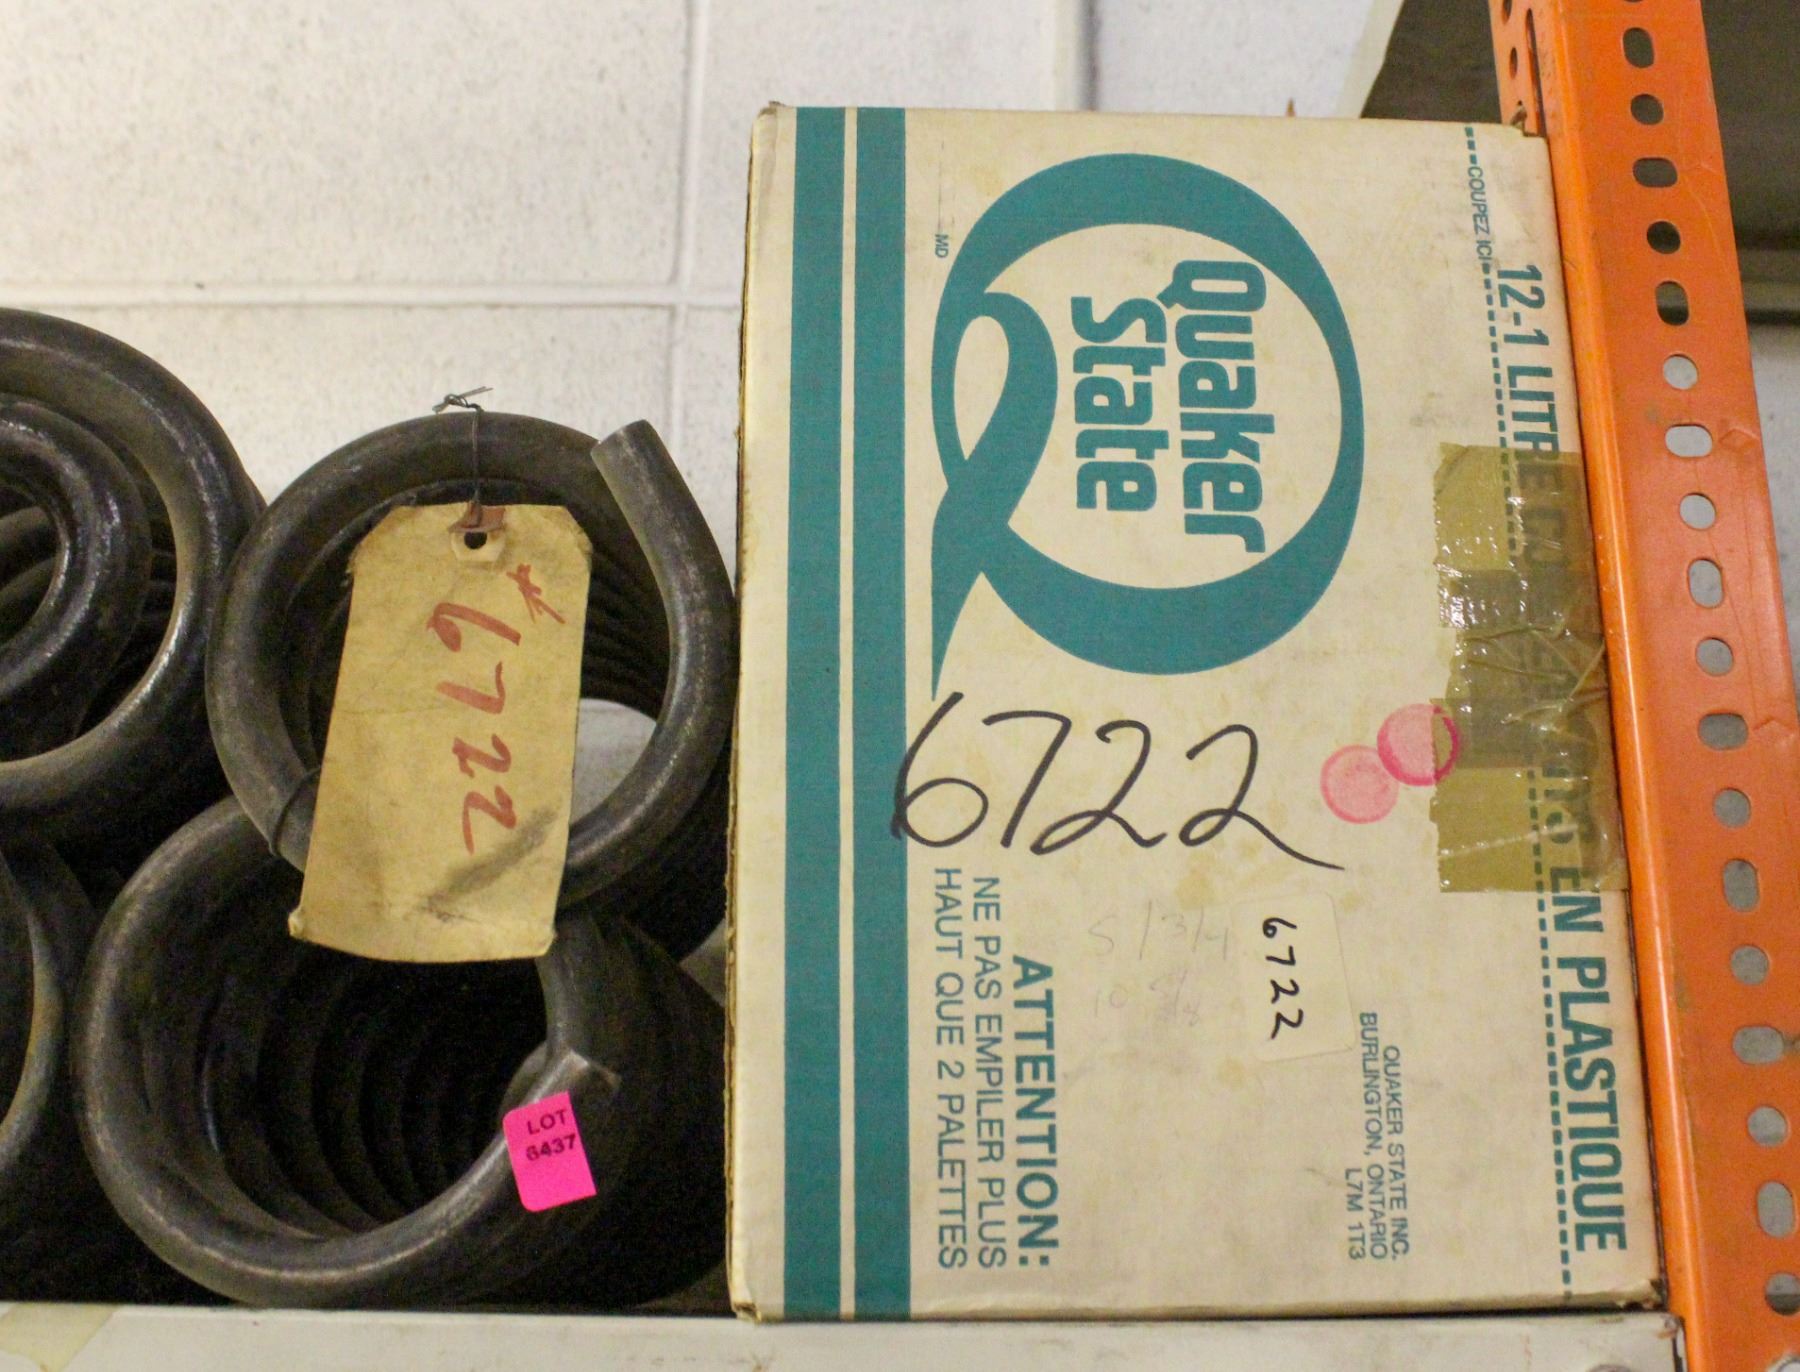 # 6722
LOT
6437
MD
Quaker
State
6722
COUPEZ ICI
12-1 LITRE
EN PLASTIQUE
6722
ATTENTION:
NE PAS EMPILER PLUS
HAUT QUE 2 PALETTES
QUAKER STATE INC.
BURLINGTON, ONTARIO
L7M 1T3